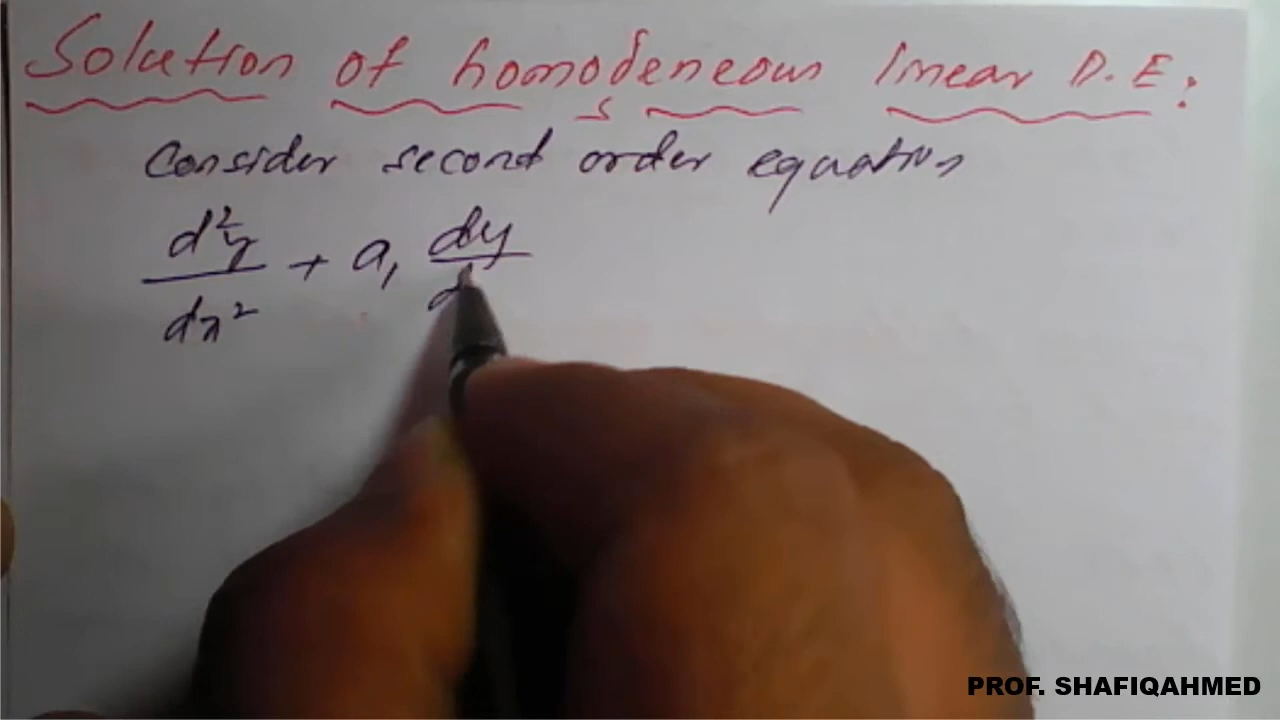 Solution of homogeneous linear D.E:
Consider second order equation
d²y/dx² + a₁ dy/d
PROF. SHAFIQAHMED